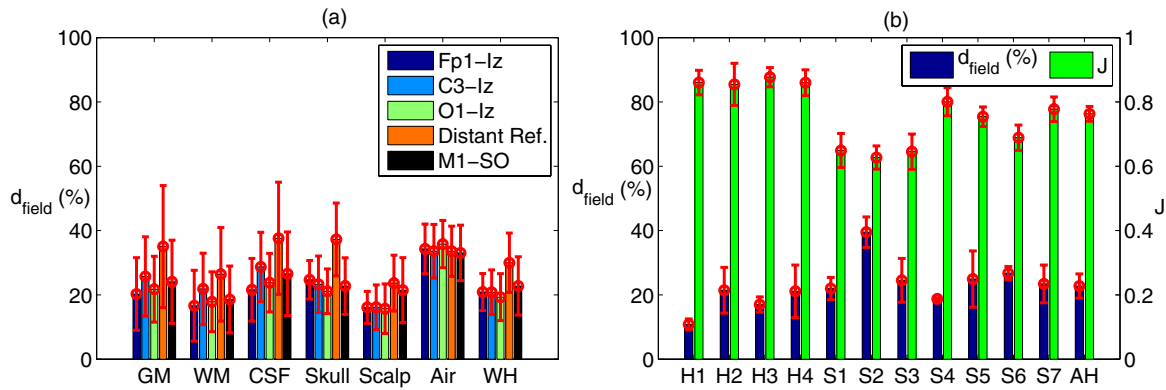 (a)
100
80
60
40
20
0
d_field (%)
Fp1−Iz
C3−Iz
O1−Iz
Distant Ref.
M1−SO
GM WM CSF Skull Scalp Air WH
(b)
100
80
60
40
20
0
d_field (%)
d_field (%) J
1
0.8
0.6
0.4
0.2
0
J
H1 H2 H3 H4 S1 S2 S3 S4 S5 S6 S7 AH